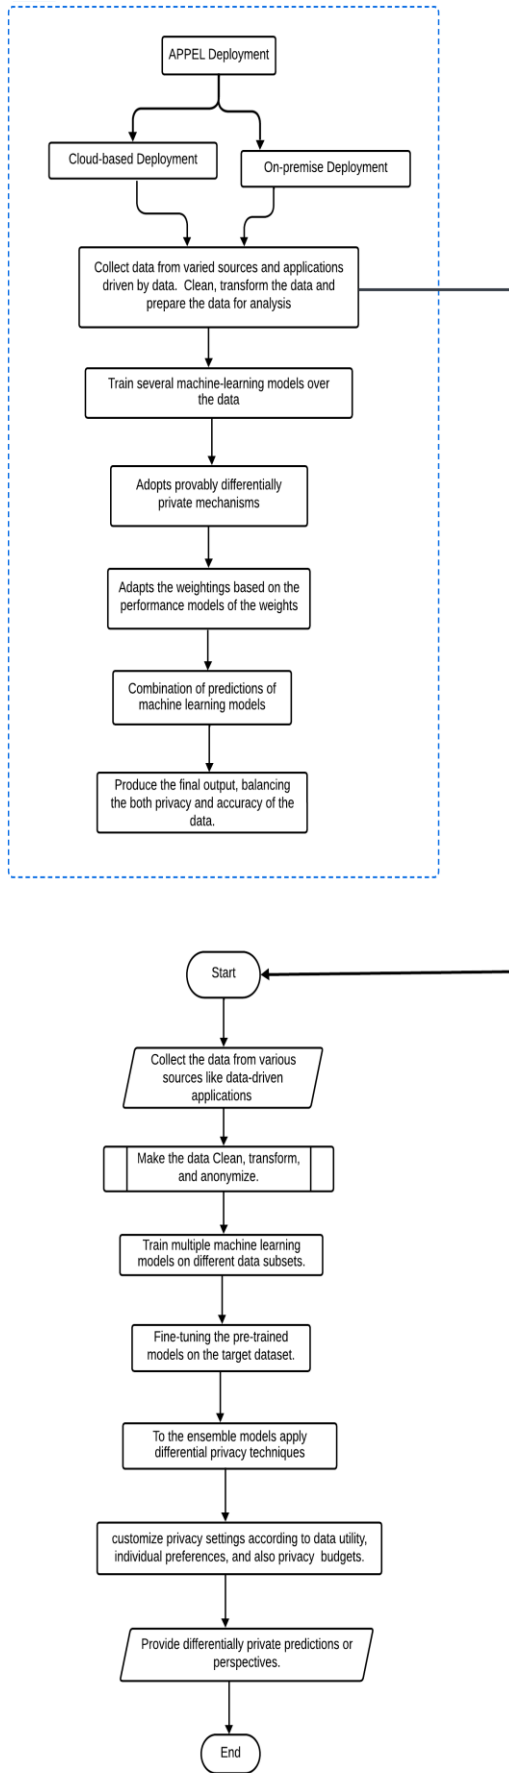 APPEL Deployment
Cloud-based Deployment
On-premise Deployment
Collect data from varied sources and applications
driven by data. Clean, transform the data and
prepare the data for analysis
Train several machine-learning models over
the data
Adopts provably differentially
private mechanisms
Adapts the weightings based on the
performance models of the weights
Combination of predictions of
machine learning models
Produce the final output, balancing
the both privacy and accuracy of the
data.
Start
Collect the data from various
sources like data-driven
applications
Make the data Clean, transform,
and anonymize.
Train multiple machine learning
models on different data subsets.
Fine-tuning the pre-trained
models on the target dataset.
To the ensemble models apply
differential privacy techniques
customize privacy settings according to data utility,
individual preferences, and also privacy budgets.
Provide differentially private predictions or
perspectives.
End